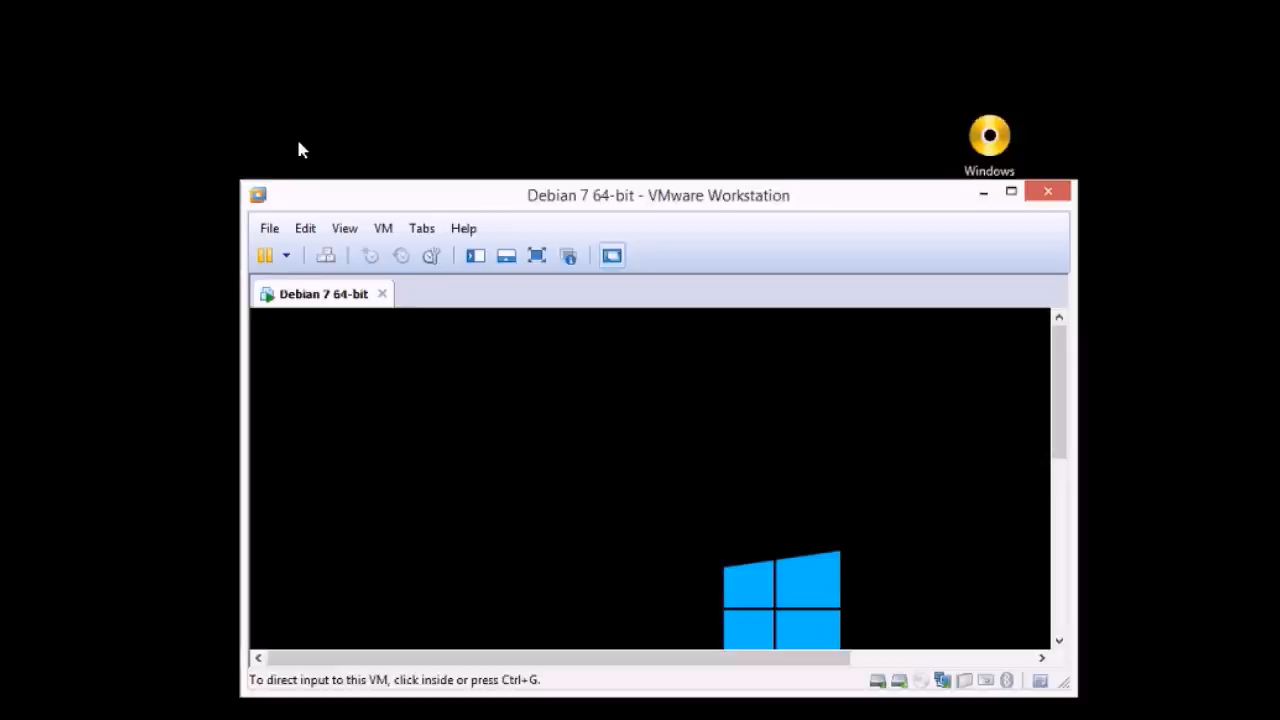 Windows
Debian 7 64-bit - VMware Workstation
File Edit View VM Tabs Help
Debian 7 64-bit
To direct input to this VM, click inside or press Ctrl+G.